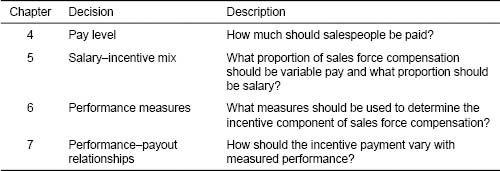 Chapter Decision Description
4 Pay level How much should salespeople be paid?
5 Salary–incentive mix What proportion of sales force compensation
should be variable pay and what proportion should
be salary?
6 Performance measures What measures should be used to determine the
incentive component of sales force compensation?
7 Performance–payout How should the incentive payment vary with
relationships measured performance?